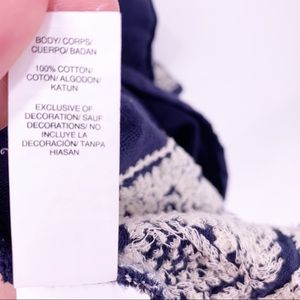 BODY/ CORPS/
CUERPO/ BADAN
100% COTTON/
COTON/ ALGODON/
KATUN
EXCLUSIVE OF
DECORATION/ SAUF
DECORATIONS/ NO
INCLUYE LA
DECORACIÓN/ TANPA
HIASAN